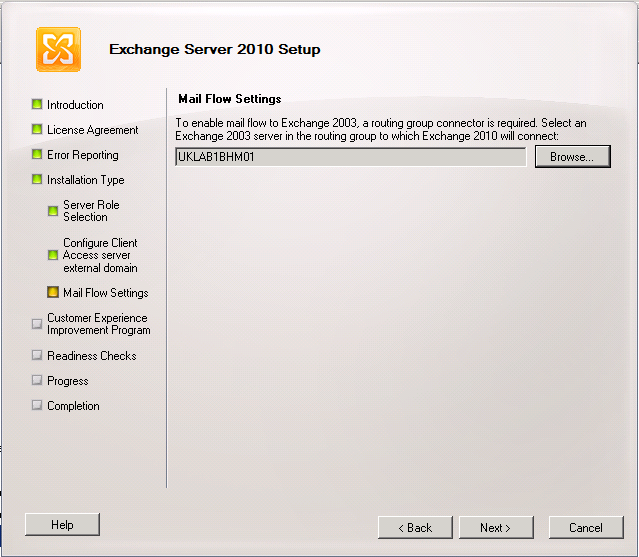 Exchange Server 2010 Setup
Introduction
License Agreement
Error Reporting
Installation Type
Server Role
Selection
Configure Client
Access server
external domain
Mail Flow Settings
Customer Experience
Improvement Program
Readiness Checks
Progress
Completion
Mail Flow Settings
To enable mail flow to Exchange 2003, a routing group connector is required. Select an
Exchange 2003 server in the routing group to which Exchange 2010 will connect:
UKLAB1BHM01
Browse...
Help
< Back
Next >
Cancel